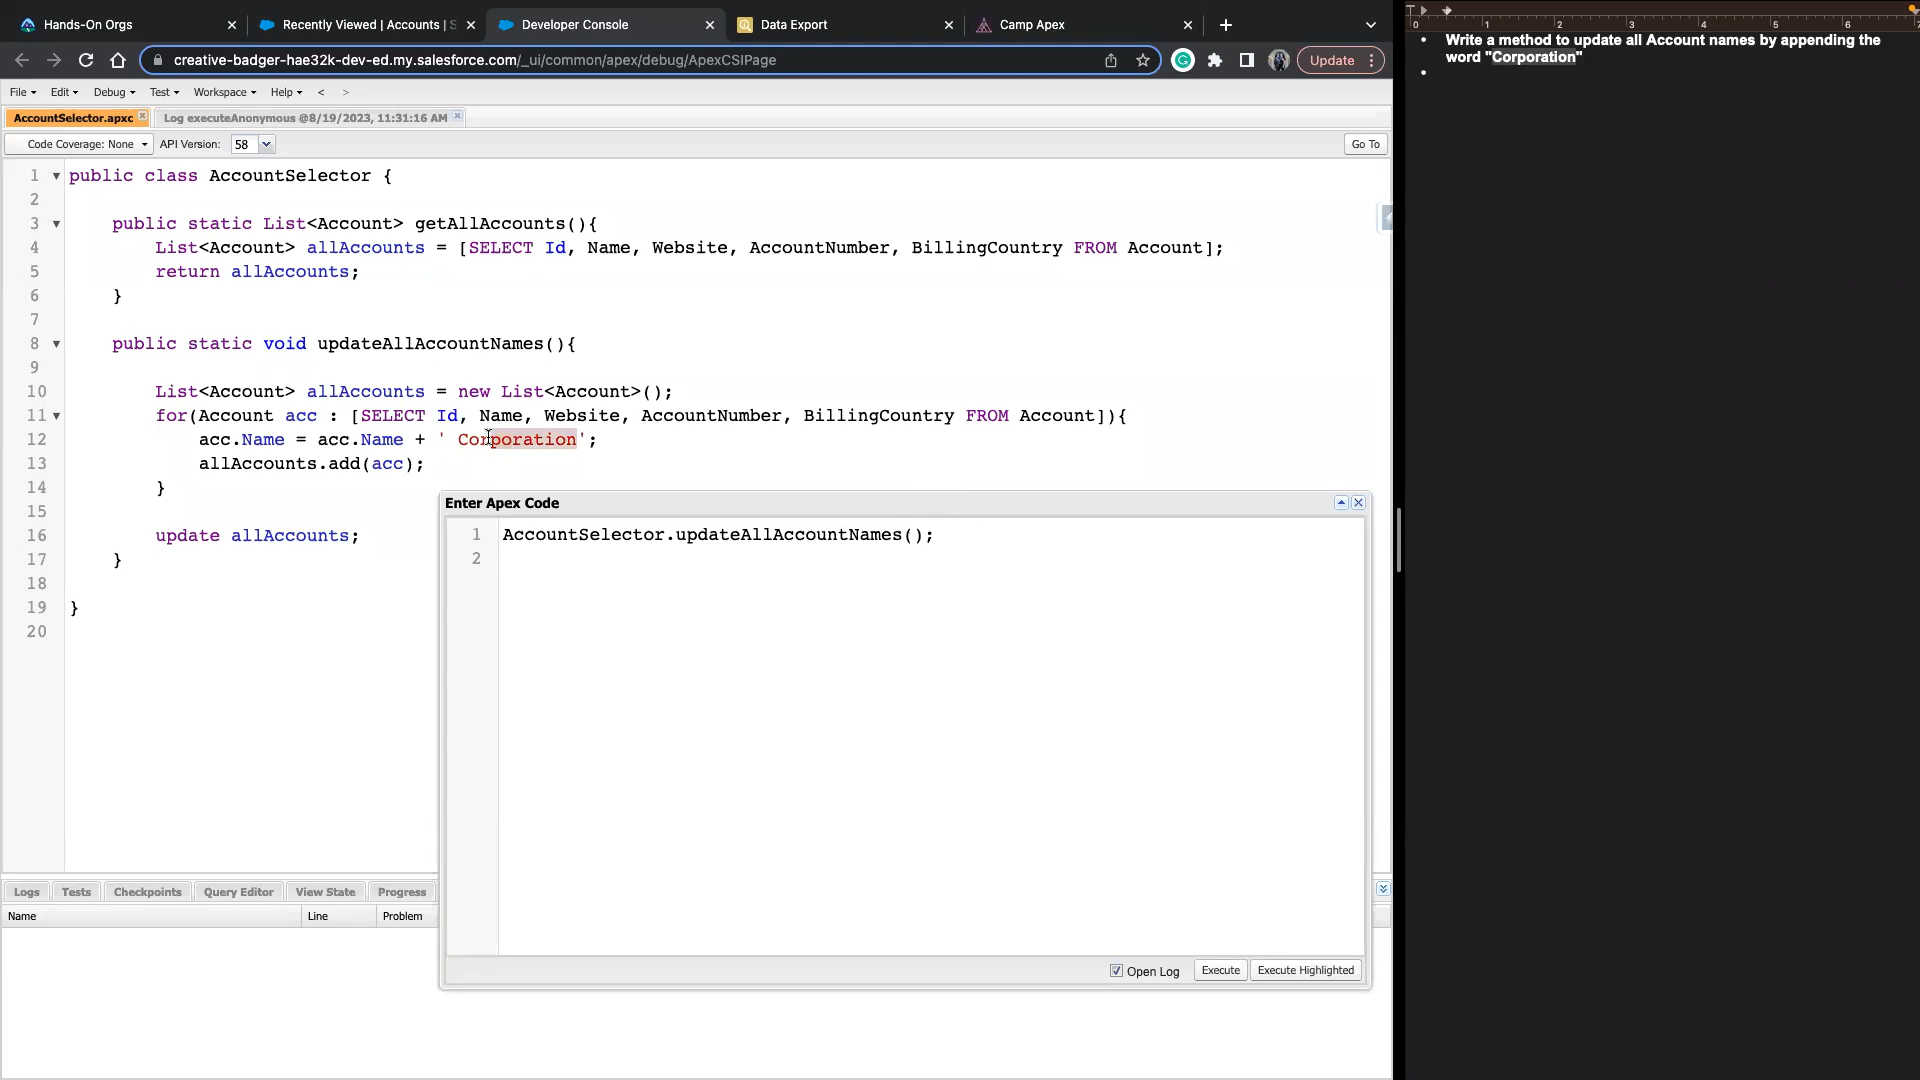 Hands-On Orgs
Recently Viewed | Accounts | S
Developer Console
Data Export
Camp Apex
creative-badger-hae32k-dev-ed.my.salesforce.com/_ui/common/apex/debug/ApexCSIPage
Update
File Edit Debug Test Workspace Help < >
AccountSelector.apxc
Log executeAnonymous @8/19/2023, 11:31:16 AM
Code Coverage: None API Version: 58 Go To
1 public class AccountSelector {
2
3 public static List<Account> getAllAccounts(){
4 List<Account> allAccounts = [SELECT Id, Name, Website, AccountNumber, BillingCountry FROM Account];
5 return allAccounts;
6 }
7
8 public static void updateAllAccountNames(){
9
10 List<Account> allAccounts = new List<Account>();
11 for(Account acc : [SELECT Id, Name, Website, AccountNumber, BillingCountry FROM Account]){
12 acc.Name = acc.Name + ' Corporation';
13 allAccounts.add(acc);
14 }
15
16 update allAccounts;
17 }
18
19 }
20
Enter Apex Code
1 AccountSelector.updateAllAccountNames();
2
Open Log Execute Execute Highlighted
Logs Tests Checkpoints Query Editor View State Progress
Name Line Problem
0 1 2 3 4 5 6 7
• Write a method to update all Account names by appending the
word "Corporation"
•